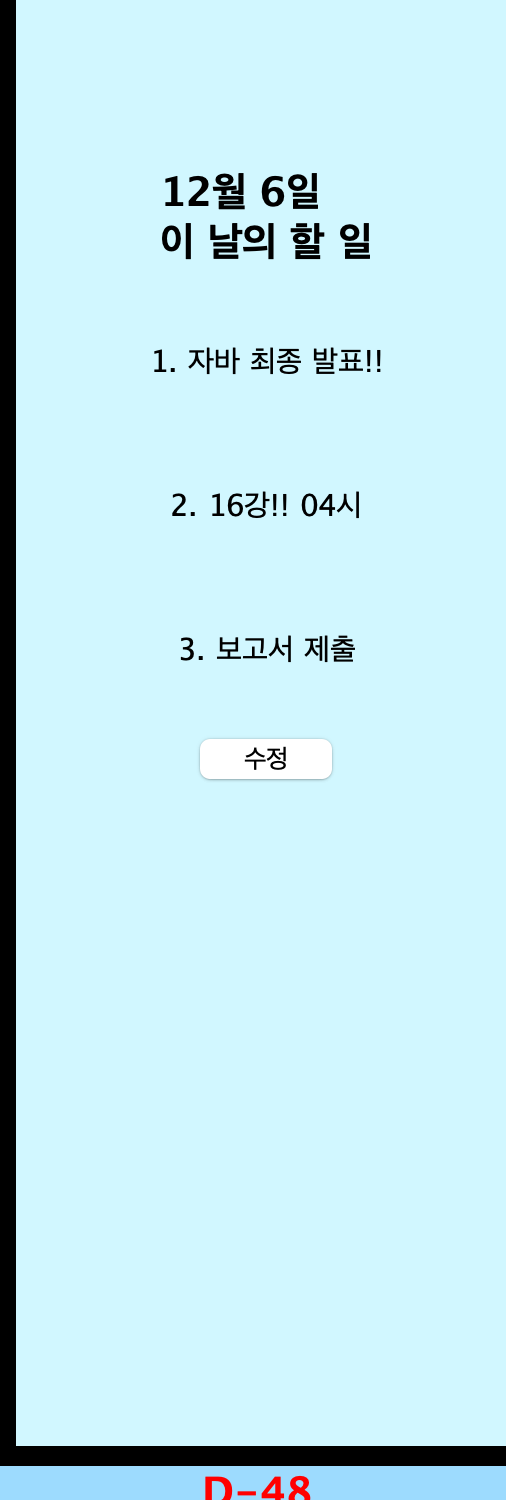 12월 6일
이 날의 할 일
1. 자바 최종 발표!!
2. 16강!! 04시
3. 보고서 제출
수정
D-48